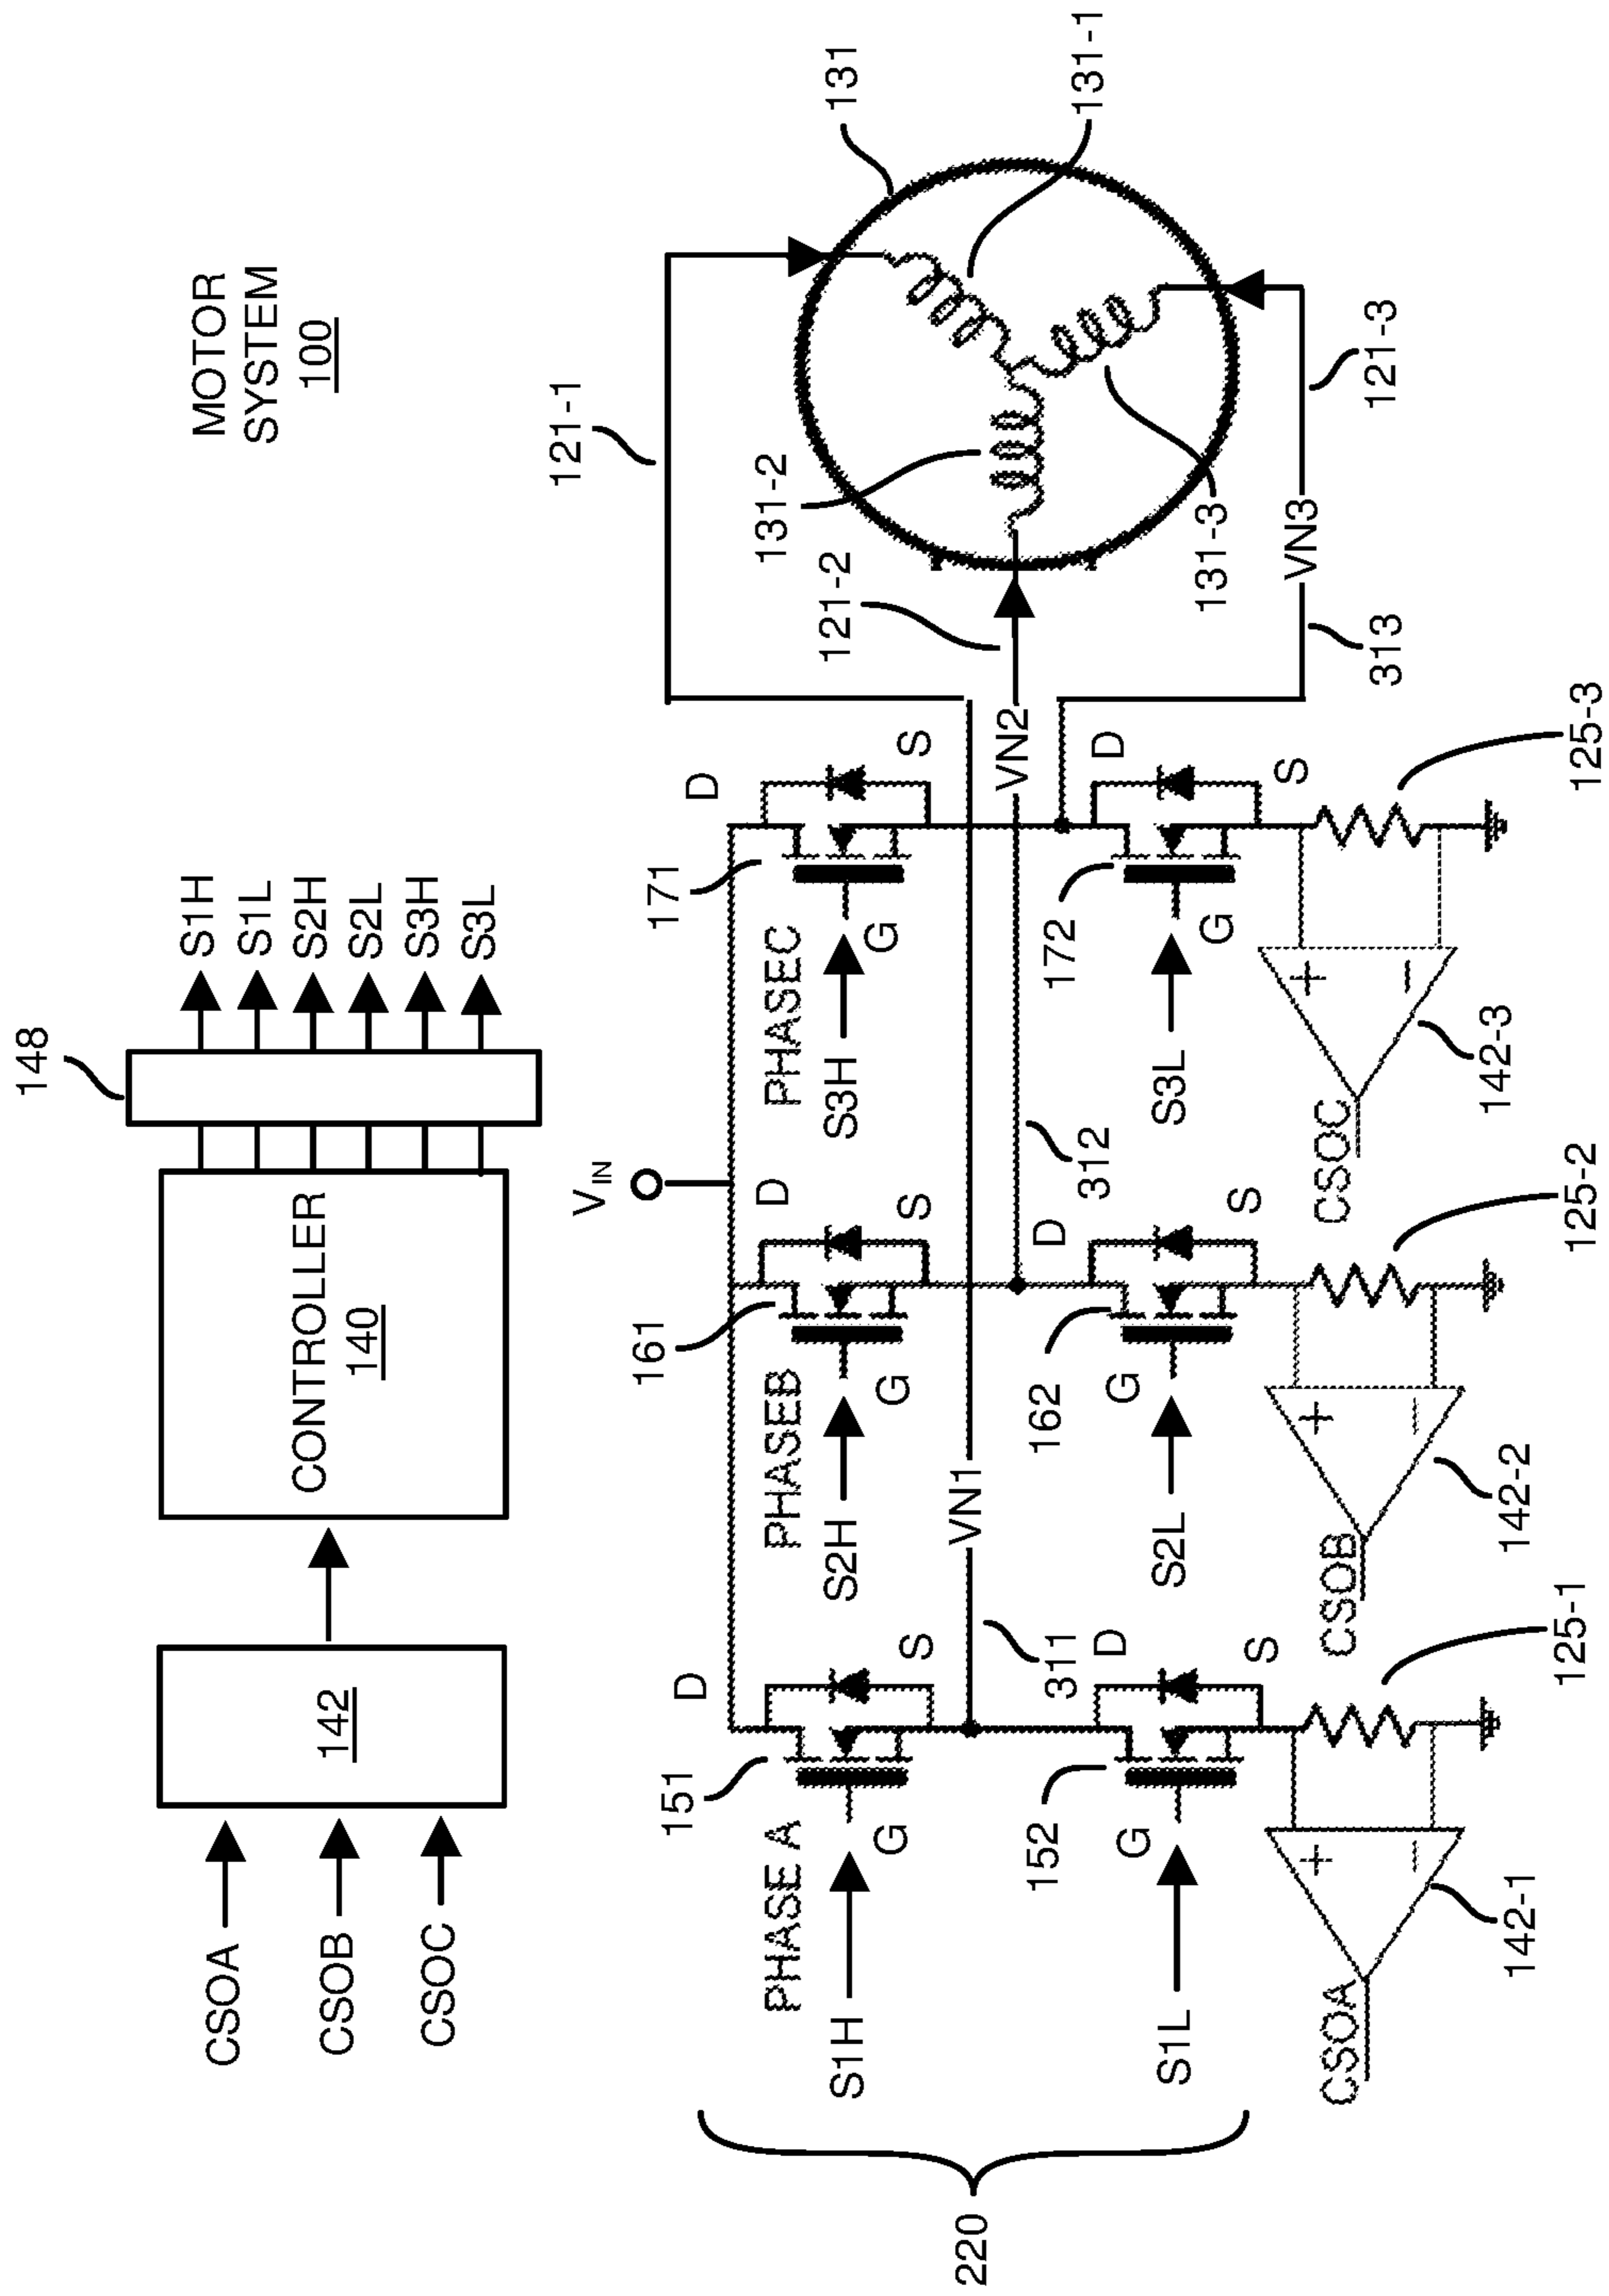 MOTOR
SYSTEM
100
148
CSOA
CSOB
CSOC
142
CONTROLLER
140
S1H
S1L
S2H
S2L
S3H
S3L
VIN
121-1
131
131-1
131-2
121-2
131-3
121-3
VN3
313
220
PHASE A
S1H
G
151
D
S
PHASEB
S2H
G
161
D
S
PHASEC
S3H
G
171
D
S
VN1
311
312
VN2
S1L
G
152
D
S
S2L
G
162
D
S
S3L
G
172
D
S
CSOA
+
−
142-1
125-1
CSOB
+
−
142-2
125-2
CSOC
+
−
142-3
125-3